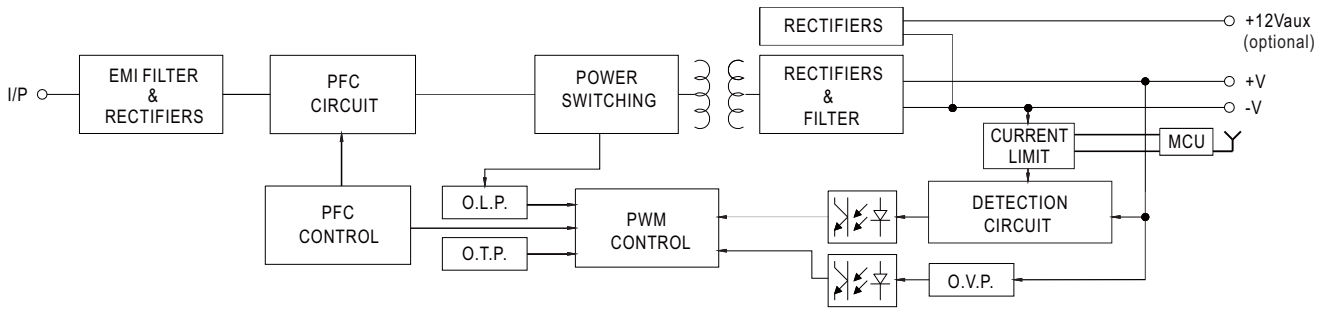 RECTIFIERS
+12Vaux
(optional)
I/P
EMI FILTER
&
RECTIFIERS
PFC
CIRCUIT
POWER
SWITCHING
RECTIFIERS
&
FILTER
+V
-V
CURRENT
LIMIT
MCU
PFC
CONTROL
O.L.P.
O.T.P.
PWM
CONTROL
DETECTION
CIRCUIT
O.V.P.